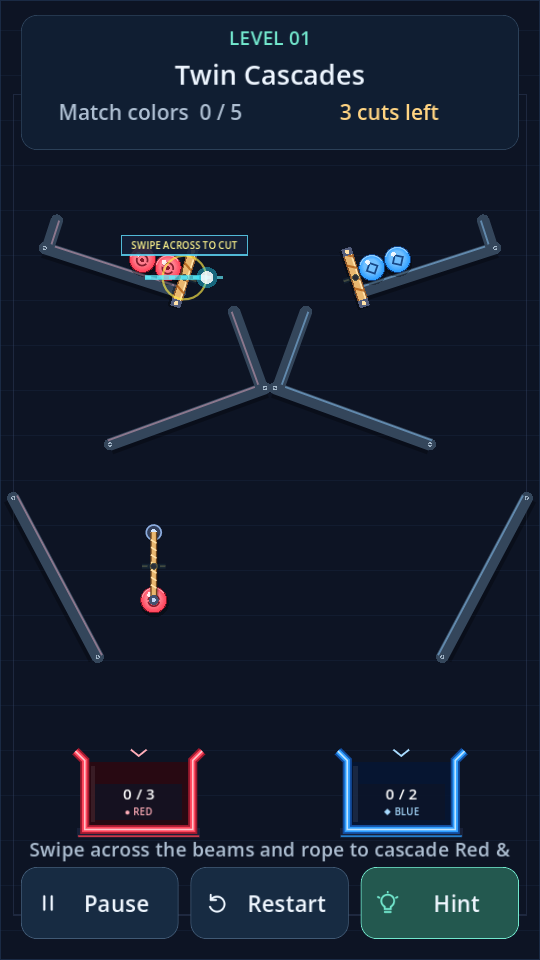 LEVEL 01
Twin Cascades
Match colors 0 / 5 3 cuts left
SWIPE ACROSS TO CUT
0 / 3 0 / 2
RED BLUE
Swipe across the beams and rope to cascade Red &
Pause Restart Hint